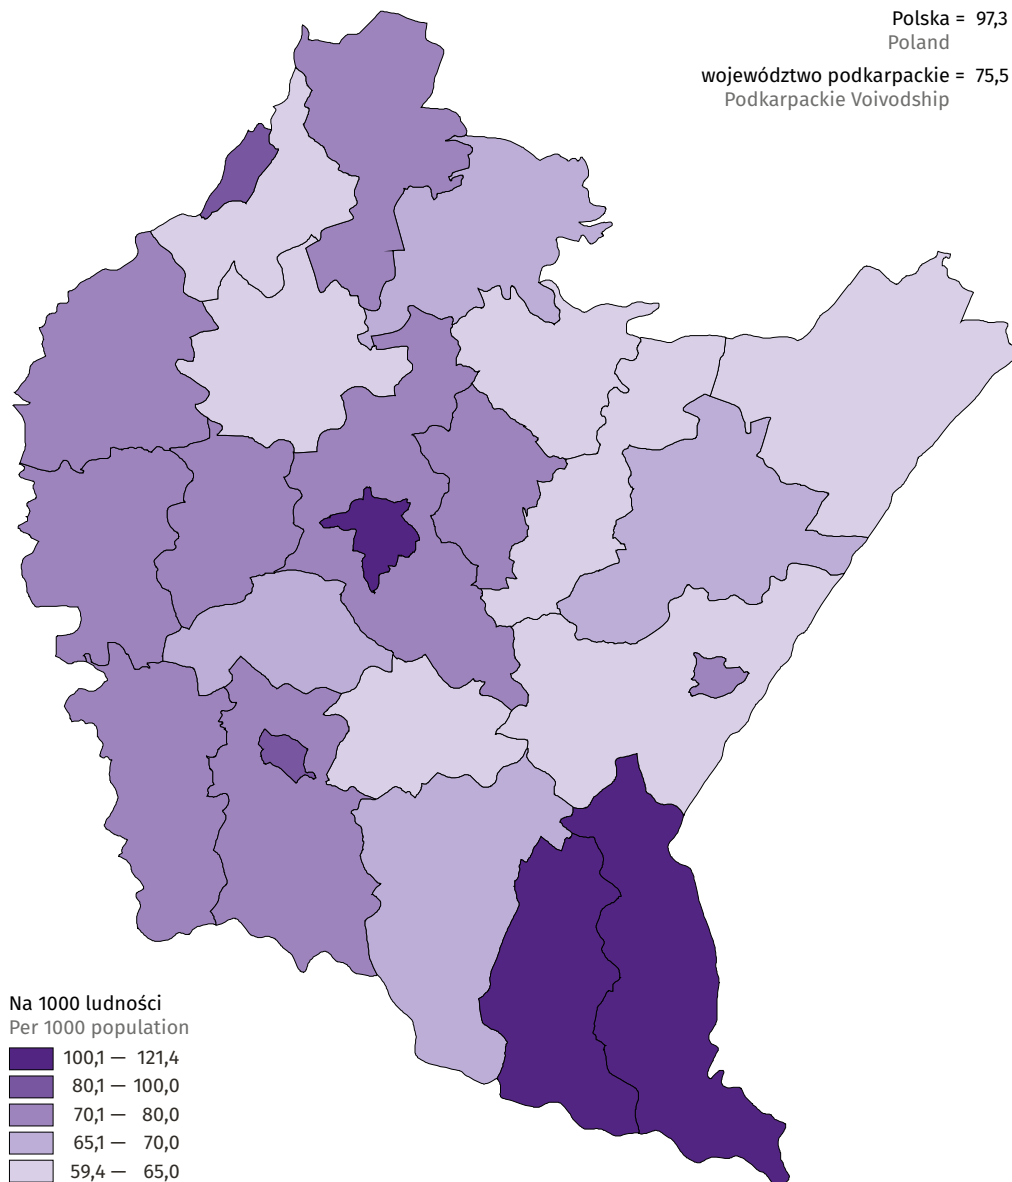 Polska = 97,3
Poland
województwo podkarpackie = 75,5
Podkarpackie Voivodship
Na 1000 ludności
Per 1000 population
100,1 — 121,4
80,1 — 100,0
70,1 — 80,0
65,1 — 70,0
59,4 — 65,0